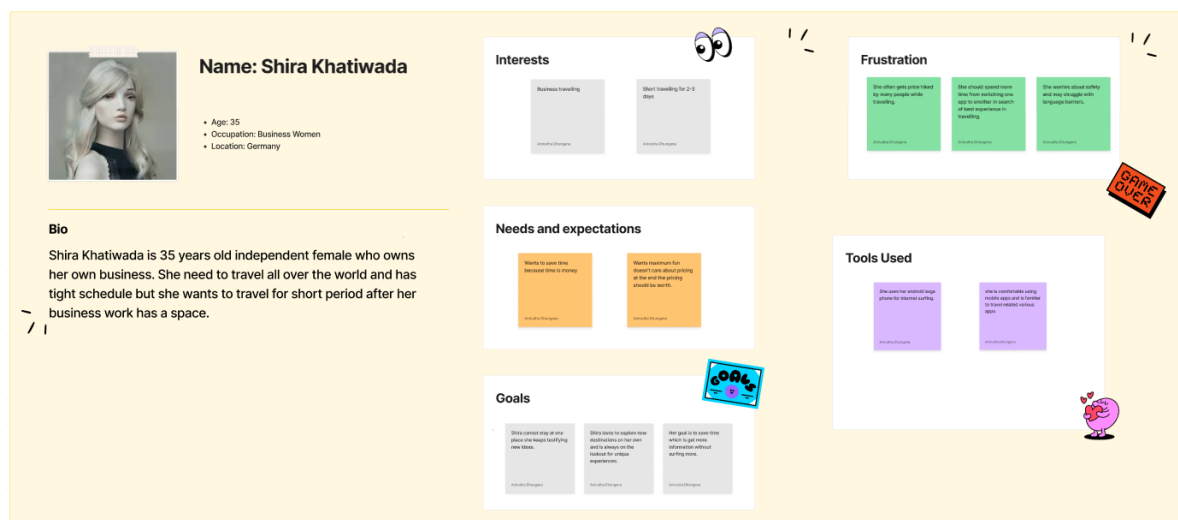 Name: Shira Khatiwada
Age: 35
Occupation: Business Women
Location: Germany
Bio
Shira Khatiwada is 35 years old independent female who owns
her own business. She need to travel all over the world and has
tight schedule but she wants to travel for short period after her
business work has a space.
Interests
Business travelling
Short travelling for 2-3
days
Needs and expectations
Wants to save time
because time is money
Wants maximum fun
doesn't care about pricing
at the end the pricing
should be worth.
GOALS
Goals
Shira cannot stay at one
place she keeps
new ideas.
Shira loves to explore new
destinations on her own
and is always on the
lookout for unique
experiences.
Her goal is to save time
which is get more
information without
surfing more.
Frustration
She often gets price hiked
by many people while
travelling.
She should spend more
time from switching one
app to another in search
of best experience in
travelling.
She worries about safety
and may struggle with
language barriers.
GAME
OVER
Tools Used
She uses her android large
phone for internet surfing.
she is comfortable using
mobile apps and is familiar
to travel related various
apps